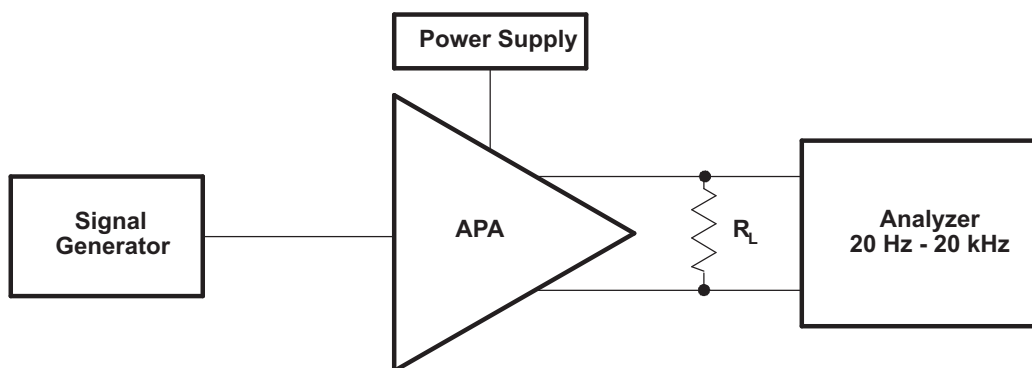 Power Supply
Signal
Generator
APA
RL
Analyzer
20 Hz - 20 kHz